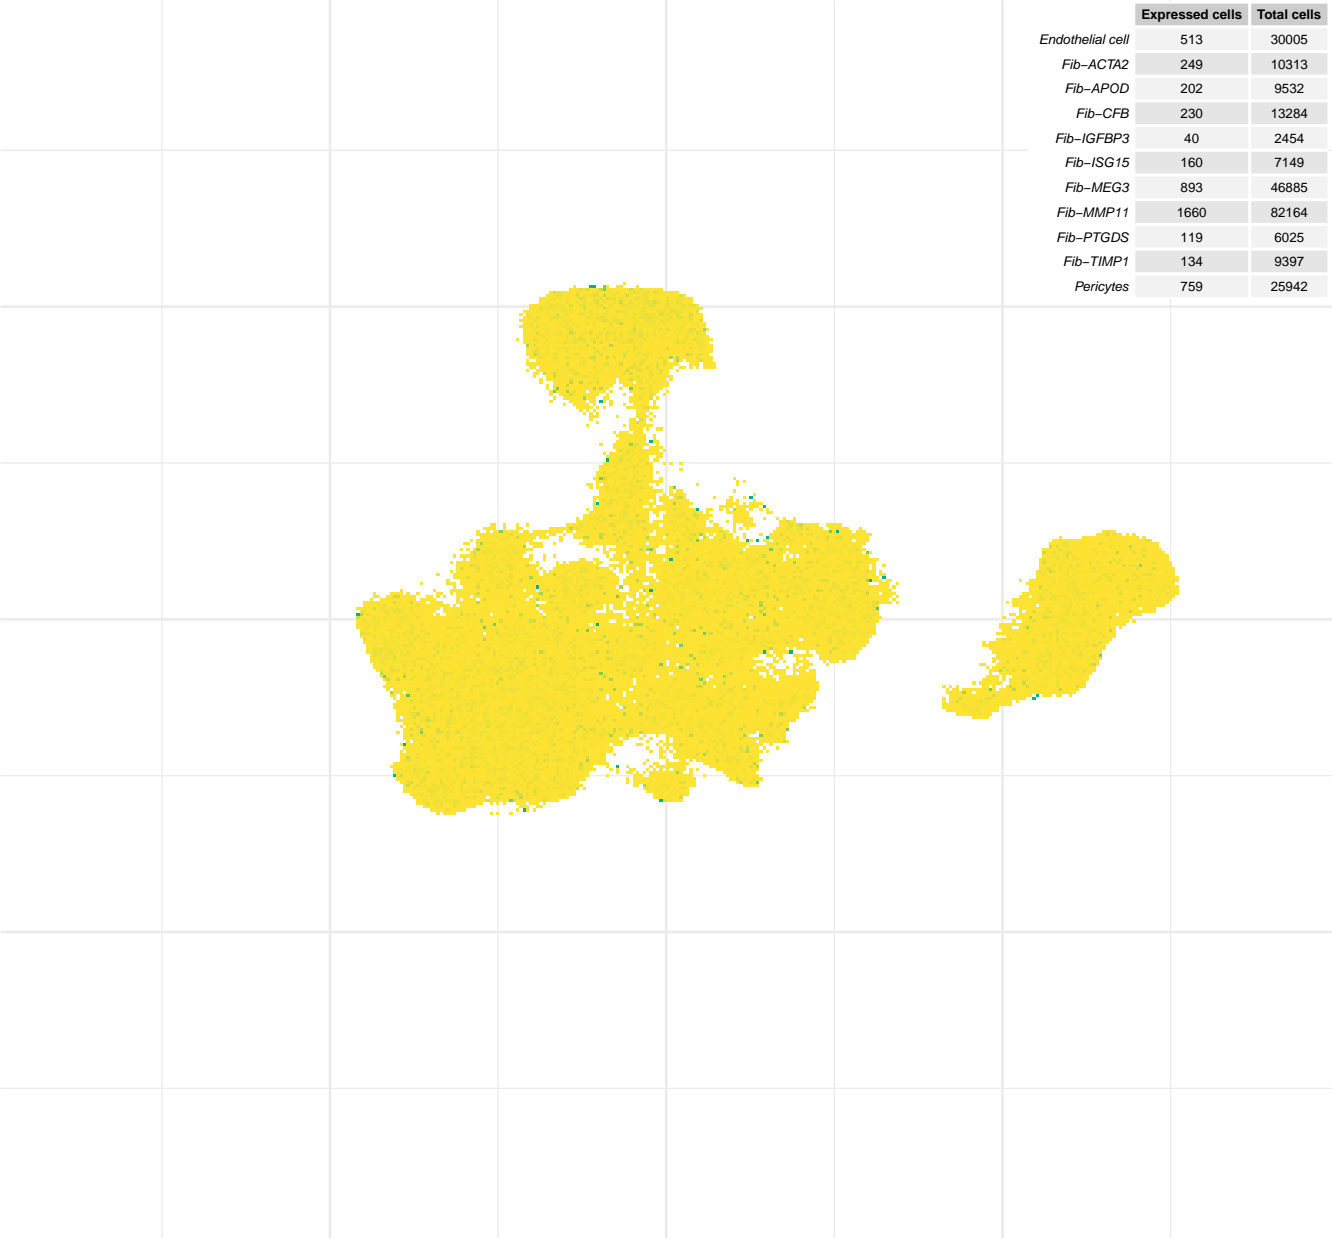 Expressed cells Total cells
Endothelial cell 513 30005
Fib−ACTA2 249 10313
Fib−APOD 202 9532
Fib−CFB 230 13284
Fib−IGFBP3 40 2454
Fib−ISG15 160 7149
Fib−MEG3 893 46885
Fib−MMP11 1660 82164
Fib−PTGDS 119 6025
Fib−TIMP1 134 9397
Pericytes 759 25942